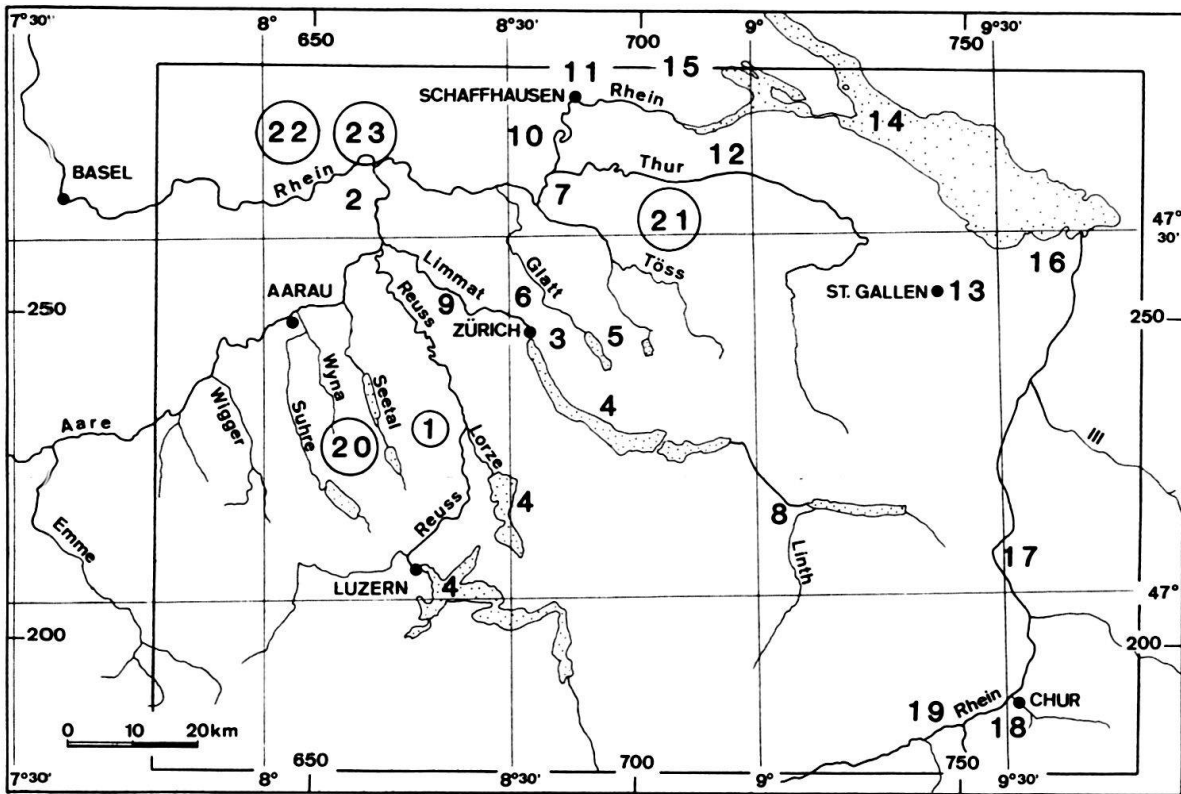 7°30'' 8° 8°30' 9° 9°30'
650 700 750
11 15
SCHAFFHAUSEN Rhein
22 23 10 14
BASEL Rhein 2 7 Thur 12
21
47°
30'
16
Töss
Limmat Glatt
AARAU Reuss 9 6 ST. GALLEN 13
250 ZÜRICH 3 5 250
Wyna
Seetal
Suhre
Wigger
4
Aare 20 1 Lorze Ill
4 8
Reuss
Emme Linth 17
LUZERN 4 47°
200 200
19 Rhein CHUR
18
0 10 20km
650 700 750
7°30' 8° 8°30' 9° 9°30'